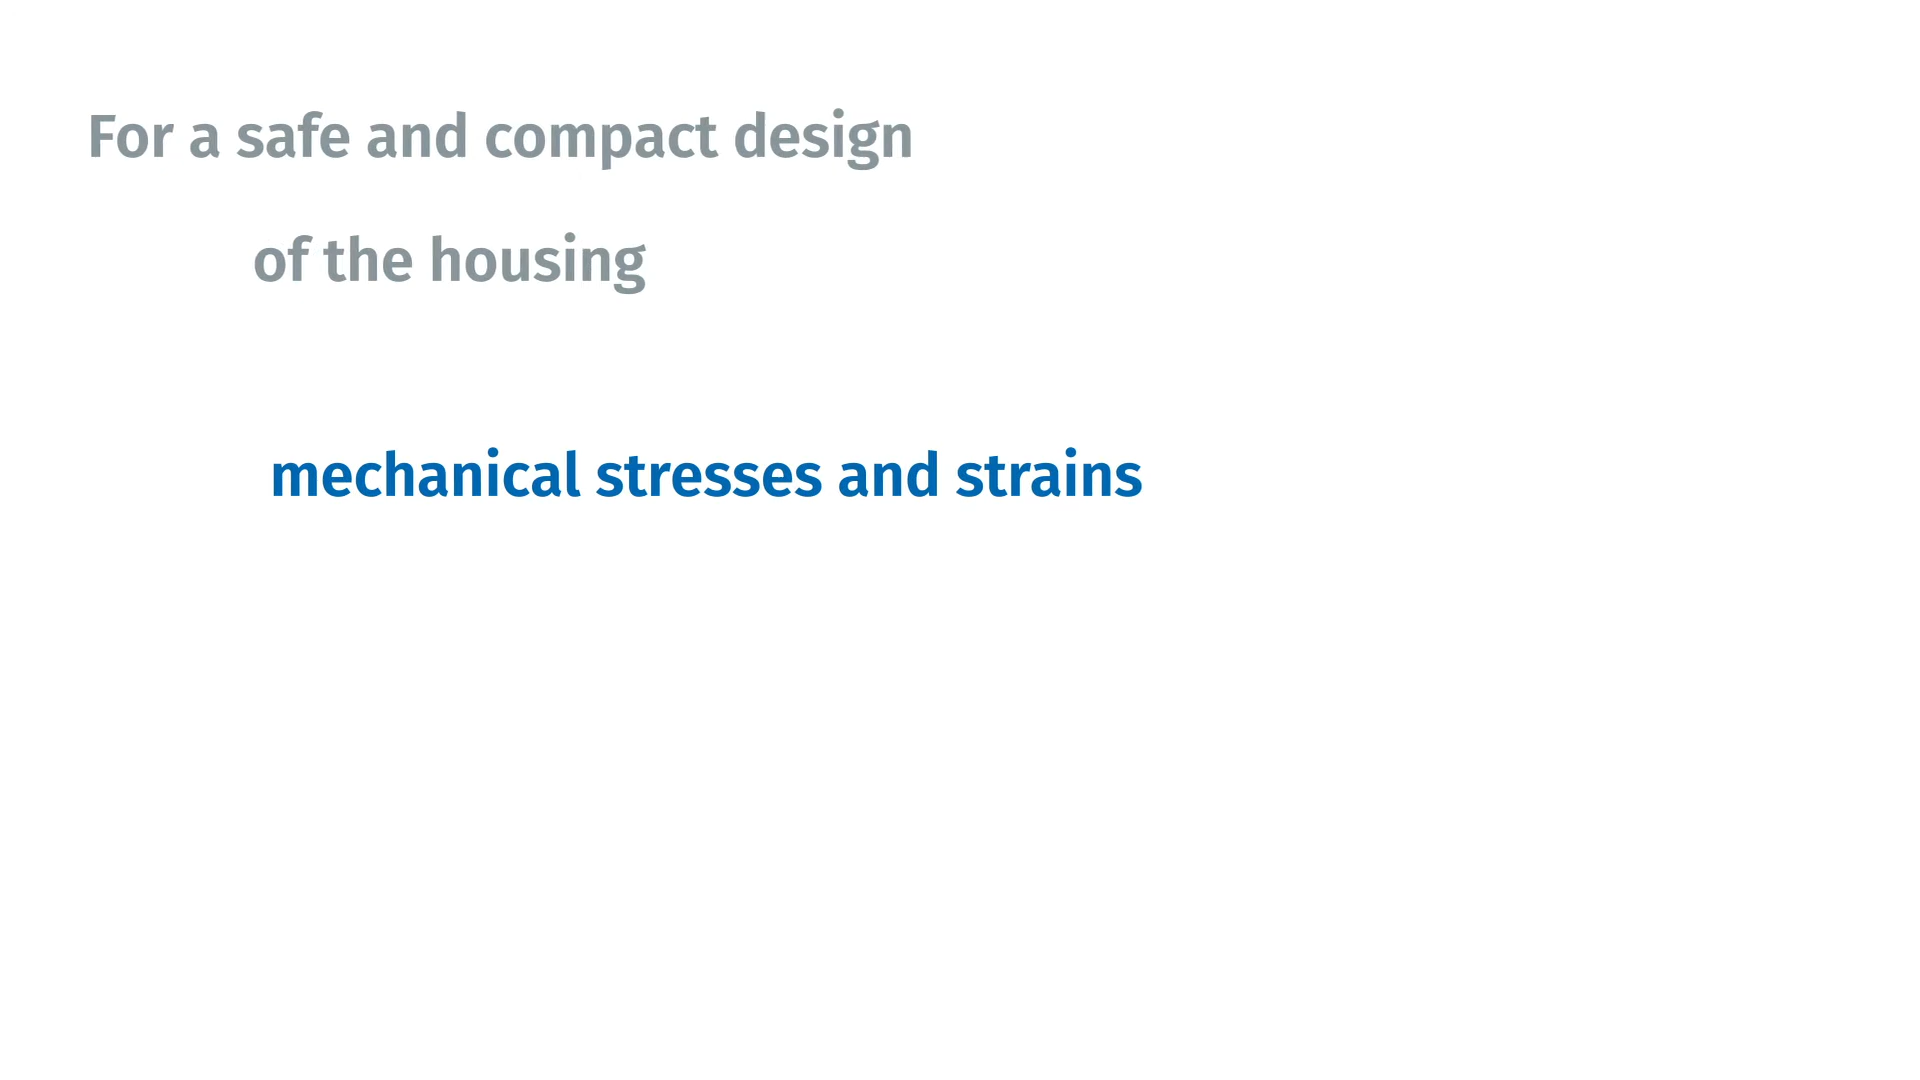 For a safe and compact design
of the housing
mechanical stresses and strains